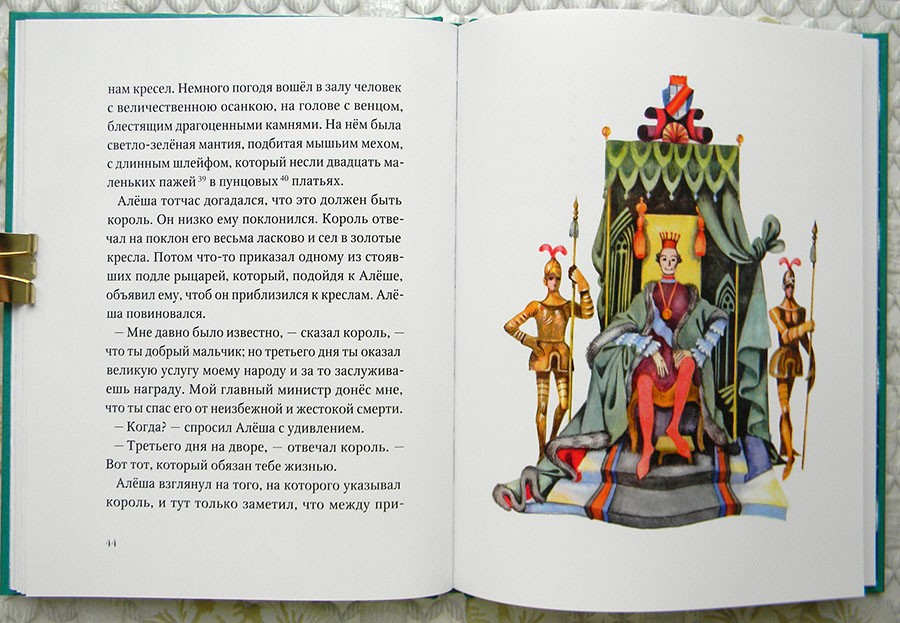 нам кресел. Немного погодя вошёл в залу человек
с величественною осанкою, на голове с венцом,
блестящим драгоценными камнями. На нём была
светло-зелёная мантия, подбитая мышьим мехом,
с длинным шлейфом, который несли двадцать ма-
леньких пажей³⁹ в пунцовых⁴⁰ платьях.
Алёша тотчас догадался, что это должен быть
король. Он низко ему поклонился. Король отве-
чал на поклон его весьма ласково и сел в золотые
кресла. Потом что-то приказал одному из стояв-
ших подле рыцарей, который, подойдя к Алёше,
объявил ему, чтоб он приблизился к креслам. Алё-
ша повиновался.
— Мне давно было известно, — сказал король, —
что ты добрый мальчик; но третьего дня ты оказал
великую услугу моему народу и за то заслужива-
ешь награду. Мой главный министр донёс мне,
что ты спас его от неизбежной и жестокой смерти.
— Когда? — спросил Алёша с удивлением.
— Третьего дня на дворе, — отвечал король. —
Вот тот, который обязан тебе жизнью.
Алёша взглянул на того, на которого указывал
король, и тут только заметил, что между при-
44